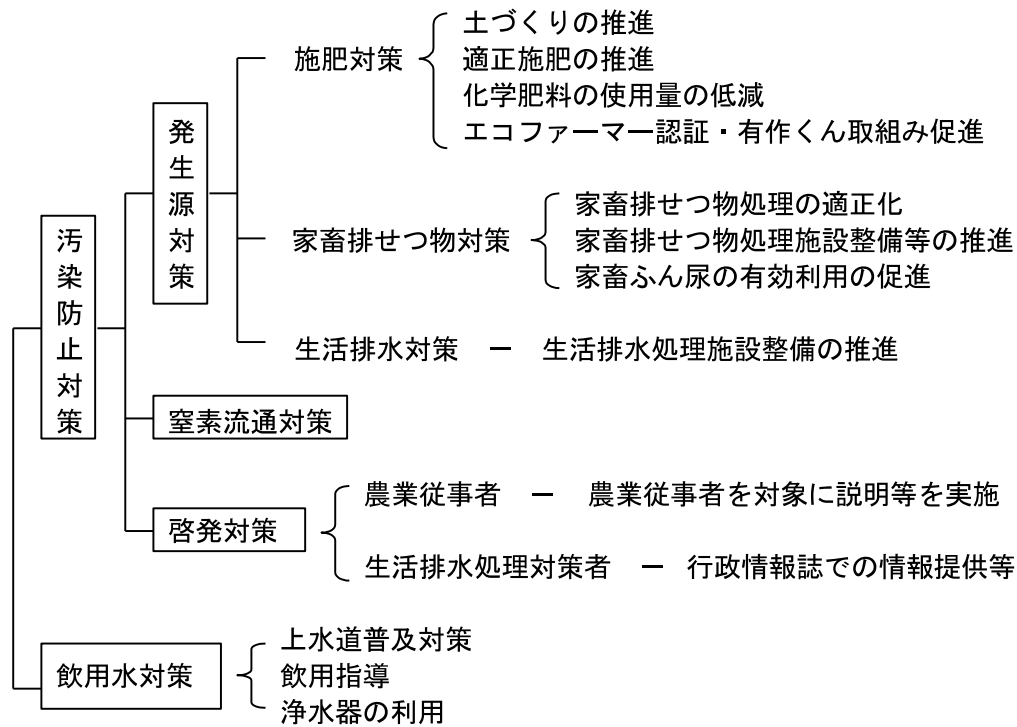 汚染防止対策
発生源対策
施肥対策
土づくりの推進
適正施肥の推進
化学肥料の使用量の低減
エコファーマー認証・有作くん取組み促進
家畜排せつ物対策
家畜排せつ物処理の適正化
家畜排せつ物処理施設整備等の推進
家畜ふん尿の有効利用の促進
生活排水対策 － 生活排水処理施設整備の推進
窒素流通対策
啓発対策
農業従事者 － 農業従事者を対象に説明等を実施
生活排水処理対策者 － 行政情報誌での情報提供等
飲用水対策
上水道普及対策
飲用指導
浄水器の利用